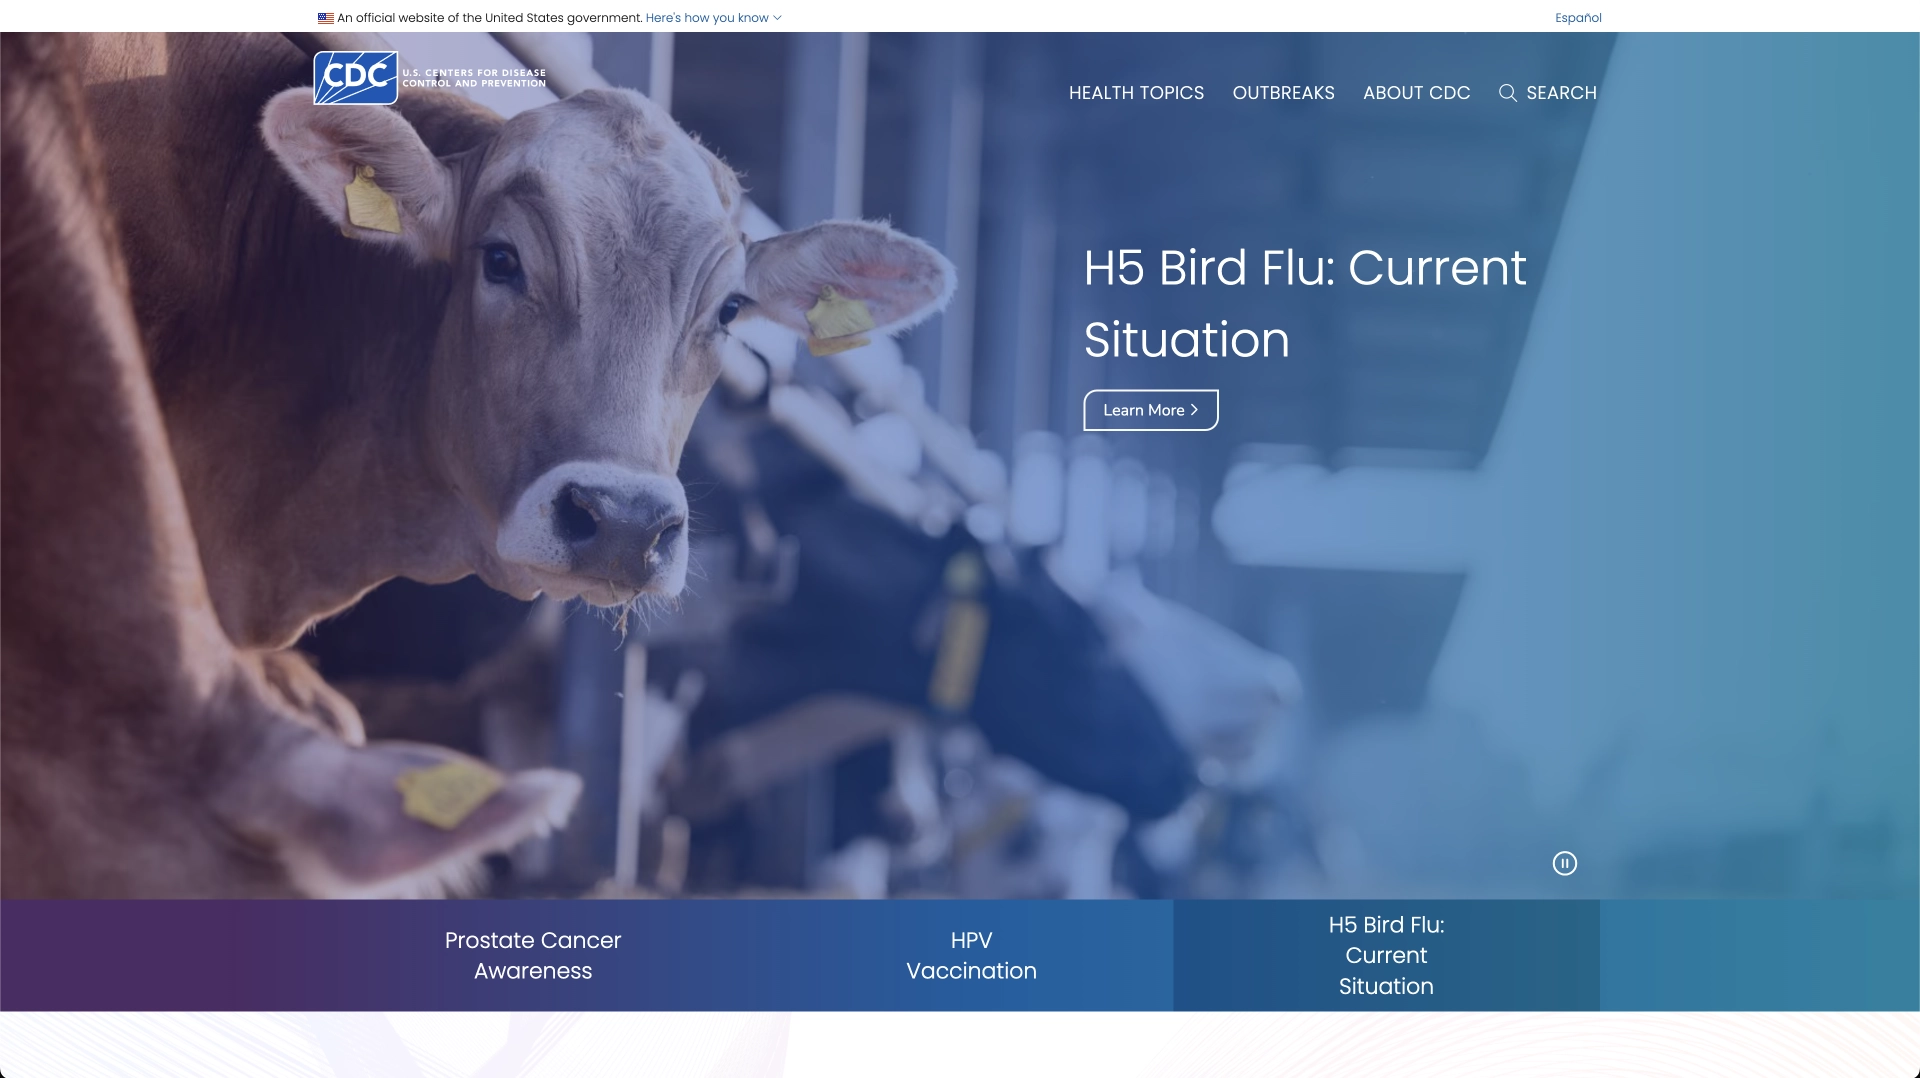 An official website of the United States government. Here's how you know
Español
CDC
U.S. CENTERS FOR DISEASE
CONTROL AND PREVENTION
HEALTH TOPICS
OUTBREAKS
ABOUT CDC
SEARCH
H5 Bird Flu: Current
Situation
Learn More
Prostate Cancer
Awareness
HPV
Vaccination
H5 Bird Flu:
Current
Situation